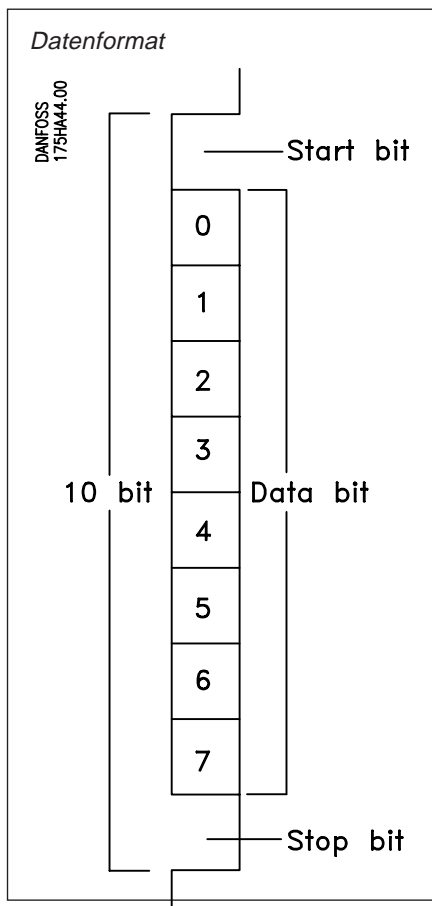 Datenformat
DANFOSS
175HA44.00
Start bit
0
1
2
3
10 bit
Data bit
4
5
6
7
Stop bit